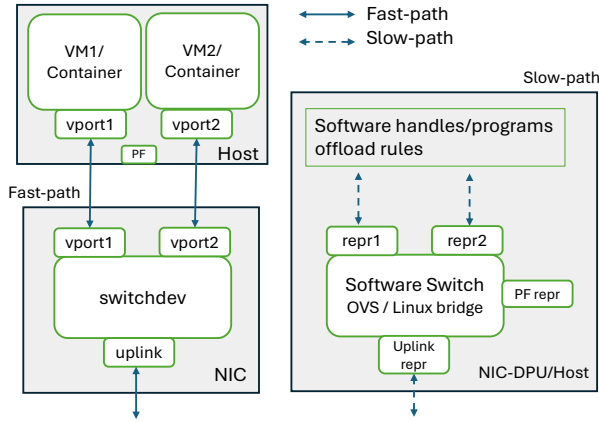 Fast-path
Slow-path
VM1/
Container
VM2/
Container
vport1
vport2
PF
Host
Fast-path
vport1
vport2
switchdev
uplink
NIC
Slow-path
Software handles/programs
offload rules
repr1
repr2
Software Switch
OVS / Linux bridge
PF repr
Uplink
repr
NIC-DPU/Host